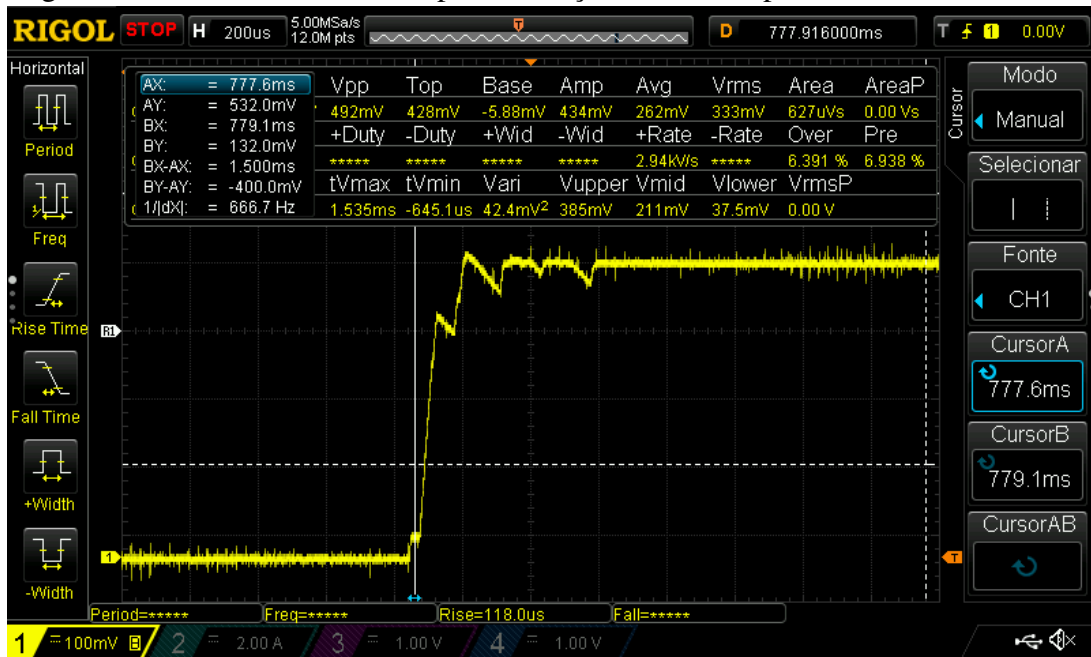 RIGOL STOP H 200us 5.00MSa/s 12.0M pts D 777.916000ms T 1 0.00V
Horizontal
Period
Freq
Rise Time
Fall Time
+Width
-Width
AX: = 777.6ms
AY: = 532.0mV
BX: = 779.1ms
BY: = 132.0mV
BX-AX: = 1.500ms
BY-AY: = -400.0mV
1/|dX|: = 666.7 Hz
Vpp Top Base Amp Avg Vrms Area AreaP
492mV 428mV -5.88mV 434mV 262mV 333mV 627uVs 0.00 Vs
+Duty -Duty +Wid -Wid +Rate -Rate Over Pre
***** ***** ***** ***** 2.94kV/s ***** 6.391 % 6.938 %
tVmax tVmin Vari Vupper Vmid Vlower VrmsP
1.535ms -645.1us 42.4mV² 385mV 211mV 37.5mV 0.00 V
R1
1
T
Cursor
Modo
Manual
Selecionar
Fonte
CH1
CursorA
777.6ms
CursorB
779.1ms
CursorAB
Period=***** Freq=***** Rise=118.0us Fall=*****
1 100mV B 2 2.00 A 3 1.00 V 4 1.00 V